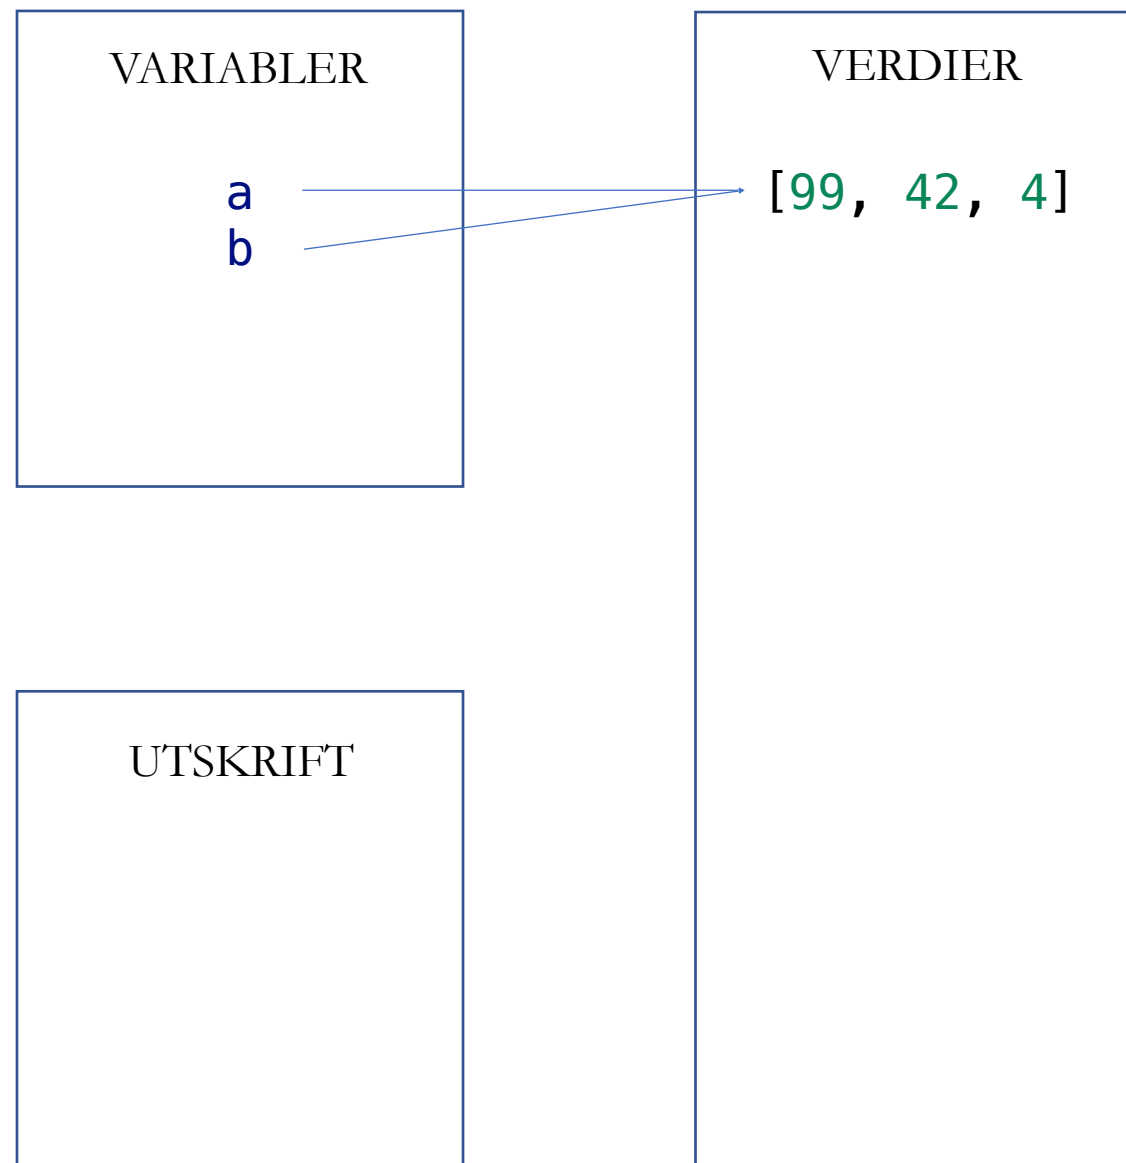 VARIABLER
a
b
VERDIER
[99, 42, 4]
UTSKRIFT